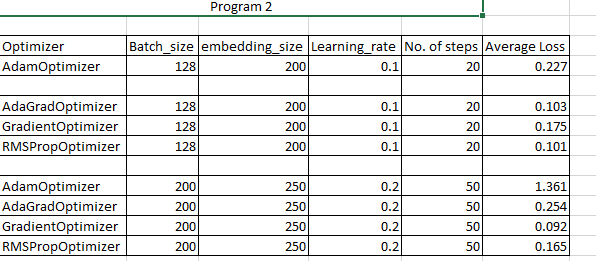 Program 2
Optimizer Batch_size embedding_size Learning_rate No. of steps Average Loss
AdamOptimizer 128 200 0.1 20 0.227
AdaGradOptimizer 128 200 0.1 20 0.103
GradientOptimizer 128 200 0.1 20 0.175
RMSPropOptimizer 128 200 0.1 20 0.101
AdamOptimizer 200 250 0.2 50 1.361
AdaGradOptimizer 200 250 0.2 50 0.254
GradientOptimizer 200 250 0.2 50 0.092
RMSPropOptimizer 200 250 0.2 50 0.165